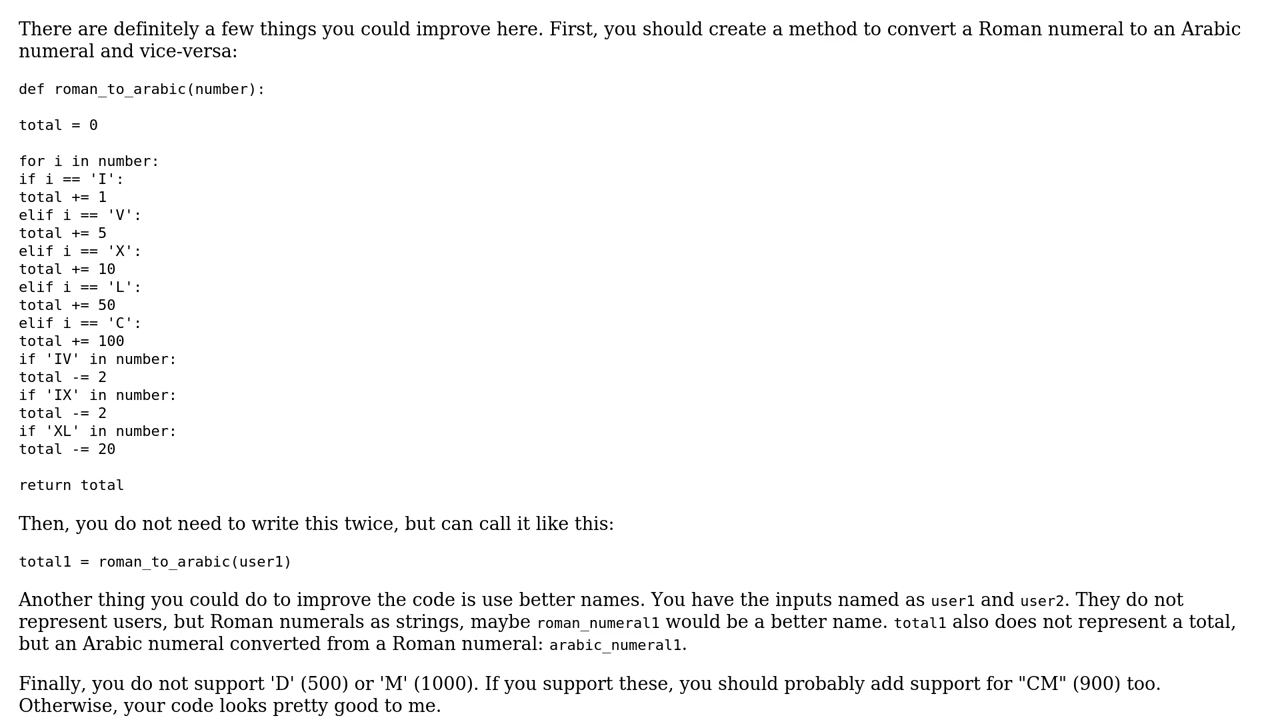 There are definitely a few things you could improve here. First, you should create a method to convert a Roman numeral to an Arabic
numeral and vice-versa:
def roman_to_arabic(number):
total = 0
for i in number:
if i == 'I':
total += 1
elif i == 'V':
total += 5
elif i == 'X':
total += 10
elif i == 'L':
total += 50
elif i == 'C':
total += 100
if 'IV' in number:
total -= 2
if 'IX' in number:
total -= 2
if 'XL' in number:
total -= 20
return total
Then, you do not need to write this twice, but can call it like this:
total1 = roman_to_arabic(user1)
Another thing you could do to improve the code is use better names. You have the inputs named as user1 and user2. They do not
represent users, but Roman numerals as strings, maybe roman_numeral1 would be a better name. total1 also does not represent a total,
but an Arabic numeral converted from a Roman numeral: arabic_numeral1.
Finally, you do not support 'D' (500) or 'M' (1000). If you support these, you should probably add support for "CM" (900) too.
Otherwise, your code looks pretty good to me.